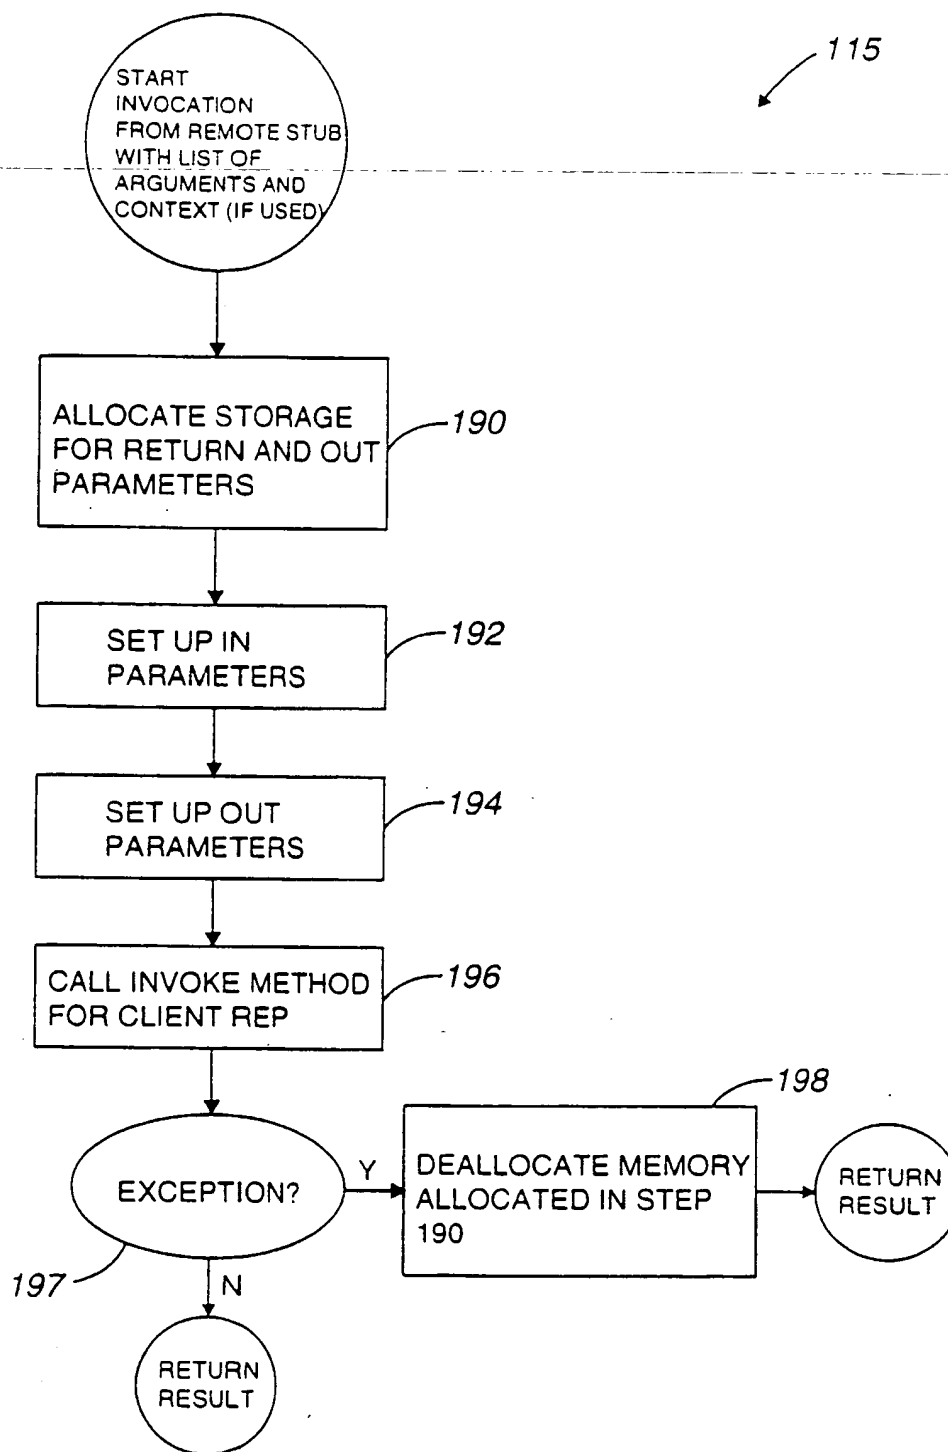 115
START
INVOCATION
FROM REMOTE STUB
WITH LIST OF
ARGUMENTS AND
CONTEXT (IF USED)
ALLOCATE STORAGE
FOR RETURN AND OUT
PARAMETERS
190
SET UP IN
PARAMETERS
192
SET UP OUT
PARAMETERS
194
CALL INVOKE METHOD
FOR CLIENT REP
196
EXCEPTION?
197
Y
DEALLOCATE MEMORY
ALLOCATED IN STEP
190
198
RETURN
RESULT
N
RETURN
RESULT